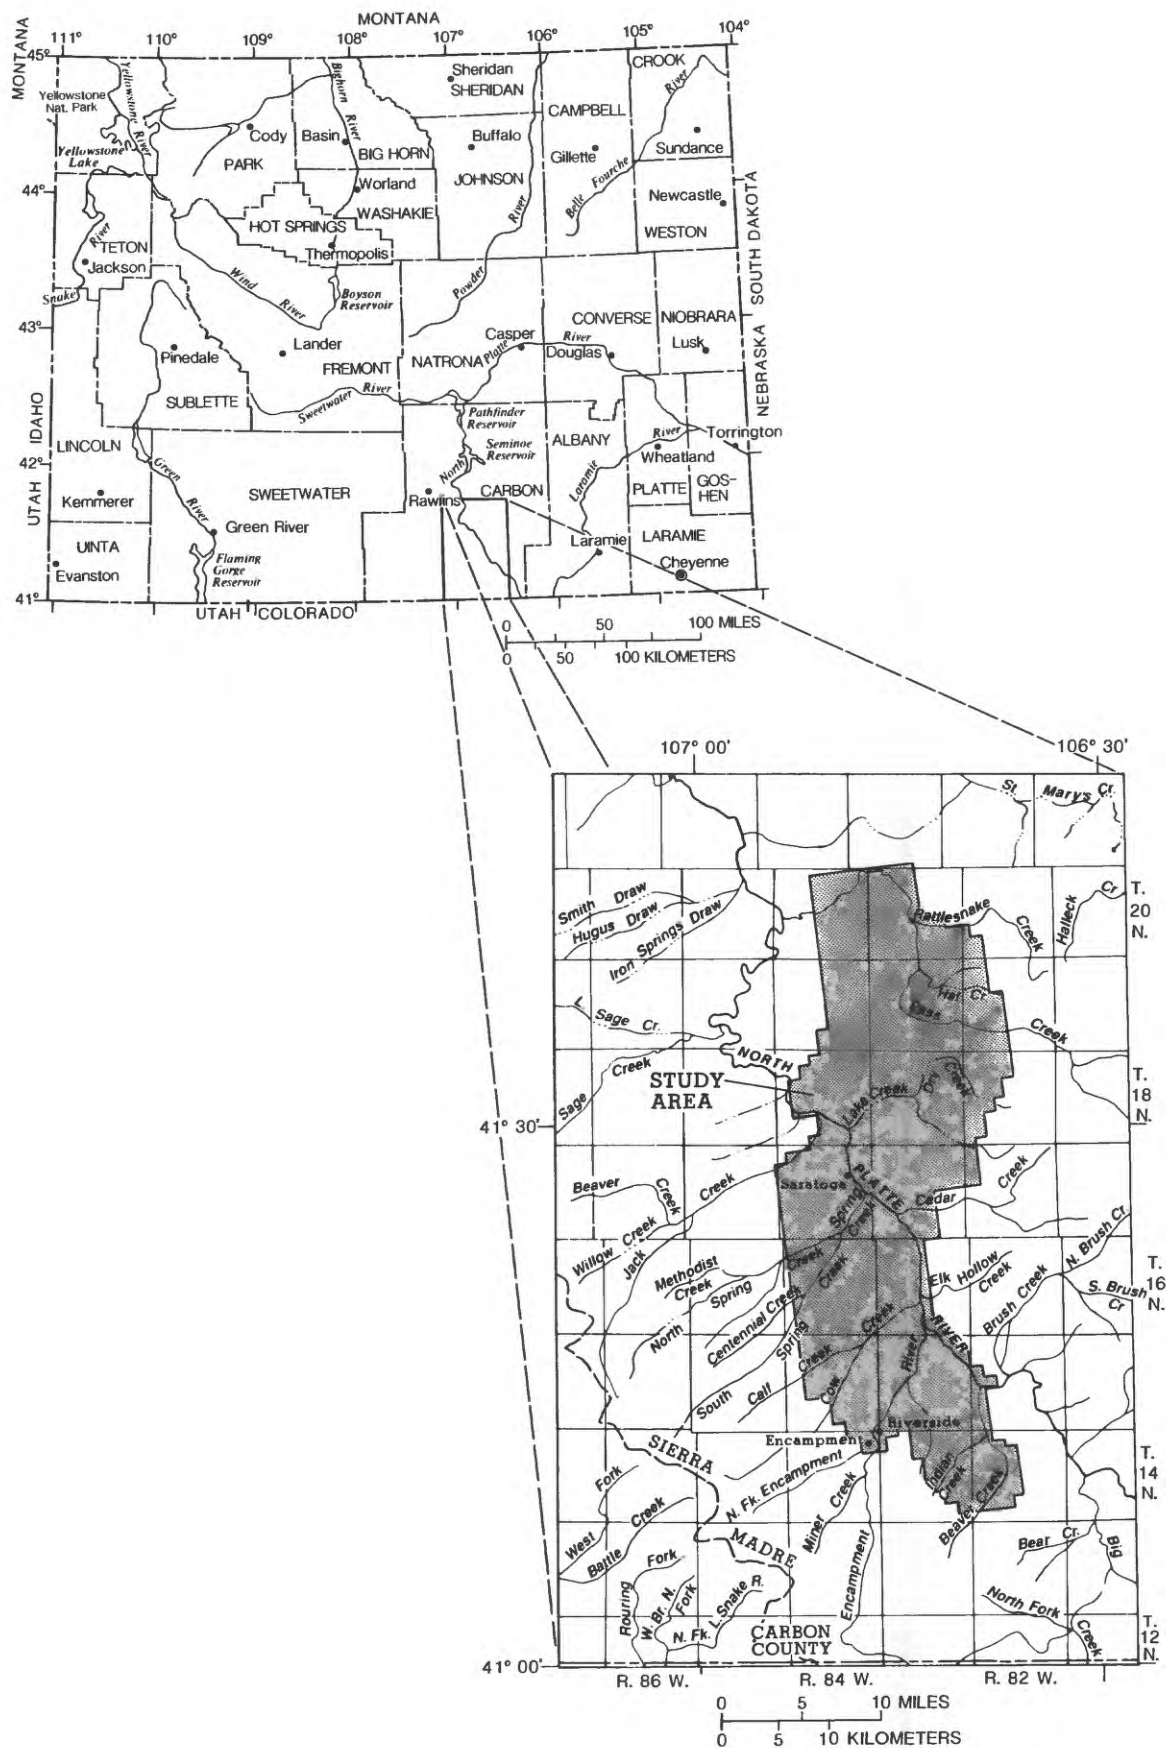 MONTANA
MONTANA
MONTANA
111°
110°
109°
108°
107°
106°
105°
104°
45°
44°
43°
42°
41°
Yellowstone
Nat. Park
Yellowstone
River
Yellowstone
Lake
Cody
PARK
Basin
Bighorn
River
BIG HORN
Sheridan
SHERIDAN
Buffalo
JOHNSON
CAMPBELL
Gillette
CROOK
River
Sundance
Belle Fourche
Newcastle
WESTON
SOUTH DAKOTA
NEBRASKA
Worland
WASHAKIE
HOT SPRINGS
Thermopolis
TETON
Jackson
River
Snake
Wind
River
Boyson
Reservoir
Powder
River
Pinedale
SUBLETTE
Lander
FREMONT
Sweetwater River
NATRONA
Casper
Platte
River
Douglas
CONVERSE
NIOBRARA
Lusk
Pathfinder
Reservoir
Seminoe
Reservoir
North
ALBANY
River
Laramie
Torrington
Wheatland
PLATTE
GOS-
HEN
IDAHO
UTAH
LINCOLN
Kemmerer
UINTA
Evanston
Green
River
Green River
SWEETWATER
Flaming
Gorge
Reservoir
Rawlins
CARBON
Laramie
LARAMIE
Cheyenne
UTAH
COLORADO
0 50 100 MILES
0 50 100 KILOMETERS
107° 00'
106° 30'
St. Mary's Cr.
Smith Draw
Hugus Draw
Iron Springs Draw
Rattlesnake
Creek
Halleck
Cr
T.
20
N.
L. Sage Cr.
Sage Creek
Hat Cr.
Pass
Creek
NORTH
STUDY
AREA
Lake Creek
Dry
Creek
T.
18
N.
41° 30'
Beaver
Creek
Willow Creek
Jack
Creek
Saratoga
PLATTE
Spring
Creek
Cedar
Creek
Methodist
Creek
North
Spring
Creek
Centennial Creek
Creek
South
Spring
Calf
Creek
Creek
Cow
Elk Hollow
Creek
N. Brush Cr.
Brush Creek
S. Brush
Cr
T.
16
N.
RIVER
River
Riverside
Encampment
SIERRA
N. Fk. Encampment
Miner Creek
Indian
Creek
Beaver Creek
T.
14
N.
West
Fork
Battle Creek
MADRE
Rouring
Fork
W. Br. N.
Fork
N. Fk. L. Snake R.
Encampment
Bear Cr.
Big
North Fork
Creek
T.
12
N.
CARBON
COUNTY
41° 00'
R. 86 W.
R. 84 W.
R. 82 W.
0 5 10 MILES
0 5 10 KILOMETERS